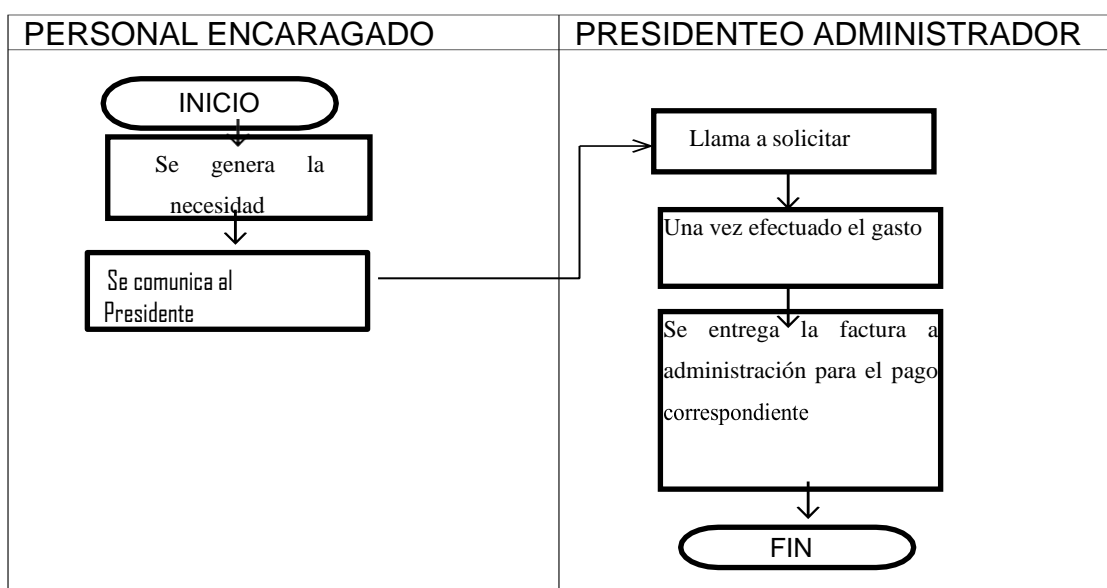 PERSONAL ENCARAGADO
PRESIDENTEO ADMINISTRADOR
INICIO
Se genera la
necesidad
Se comunica al
Presidente
Llama a solicitar
Una vez efectuado el gasto
Se entrega la factura a
administración para el pago
correspondiente
FIN